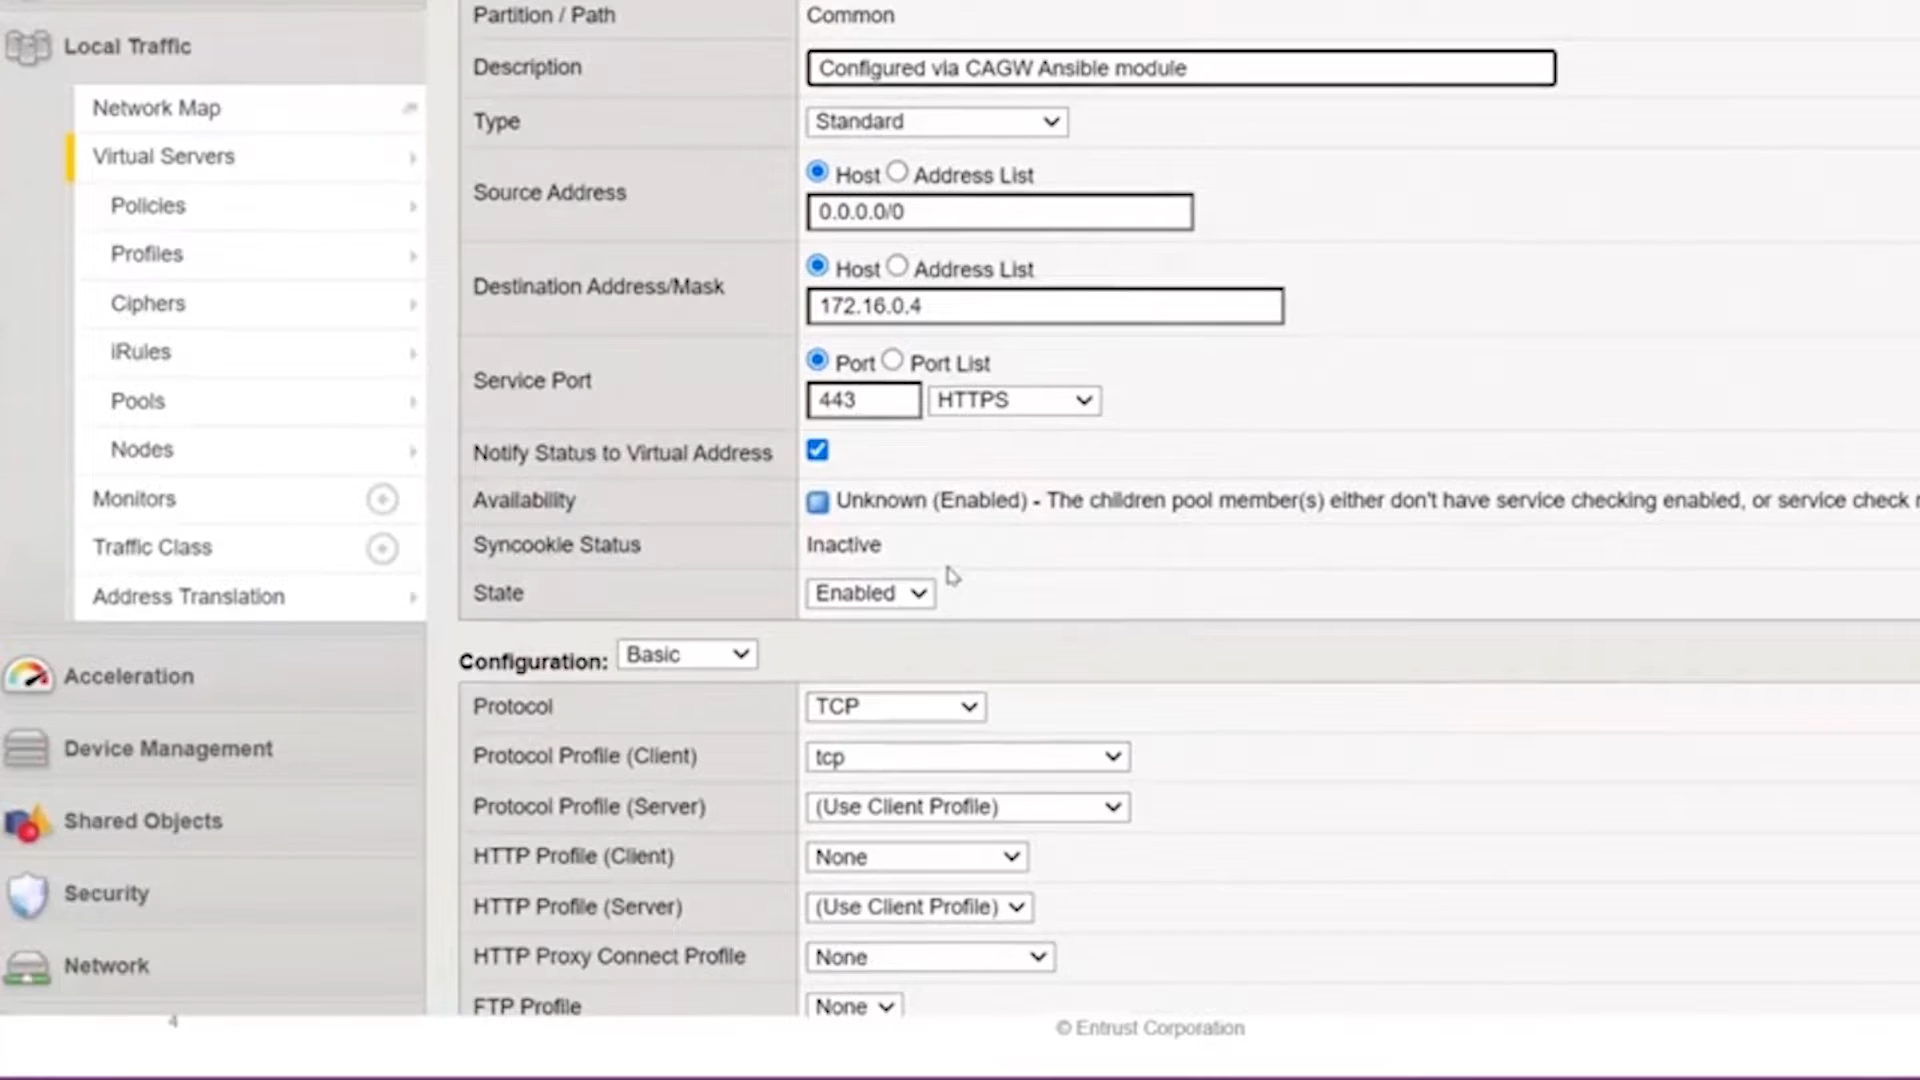 Local Traffic
Network Map
Virtual Servers
Policies
Profiles
Ciphers
iRules
Pools
Nodes
Monitors
Traffic Class
Address Translation
Acceleration
Device Management
Shared Objects
Security
Network
Partition / Path Common
Description Configured via CAGW Ansible module
Type Standard
Source Address Host Address List
0.0.0.0/0
Destination Address/Mask Host Address List
172.16.0.4
Service Port Port Port List
443 HTTPS
Notify Status to Virtual Address
Availability Unknown (Enabled) - The children pool member(s) either don't have service checking enabled, or service check
Syncookie Status Inactive
State Enabled
Configuration: Basic
Protocol TCP
Protocol Profile (Client) tcp
Protocol Profile (Server) (Use Client Profile)
HTTP Profile (Client) None
HTTP Profile (Server) (Use Client Profile)
HTTP Proxy Connect Profile None
FTP Profile None
4
© Entrust Corporation